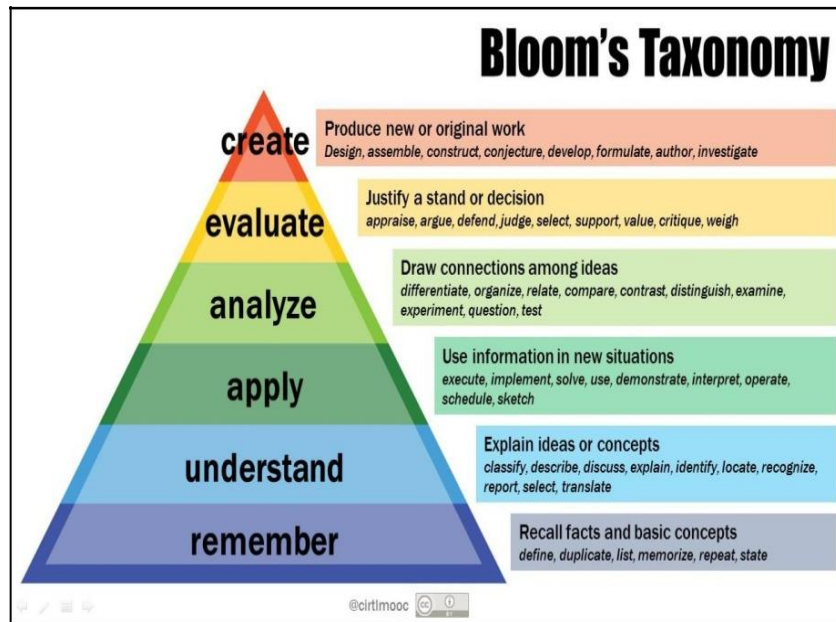 Bloom's Taxonomy
create
Produce new or original work
Design, assemble, construct, conjecture, develop, formulate, author, investigate
evaluate
Justify a stand or decision
appraise, argue, defend, judge, select, support, value, critique, weigh
analyze
Draw connections among ideas
differentiate, organize, relate, compare, contrast, distinguish, examine,
experiment, question, test
apply
Use information in new situations
execute, implement, solve, use, demonstrate, interpret, operate,
schedule, sketch
understand
Explain ideas or concepts
classify, describe, discuss, explain, identify, locate, recognize,
report, select, translate
remember
Recall facts and basic concepts
define, duplicate, list, memorize, repeat, state
@cirtlmooc cc BY